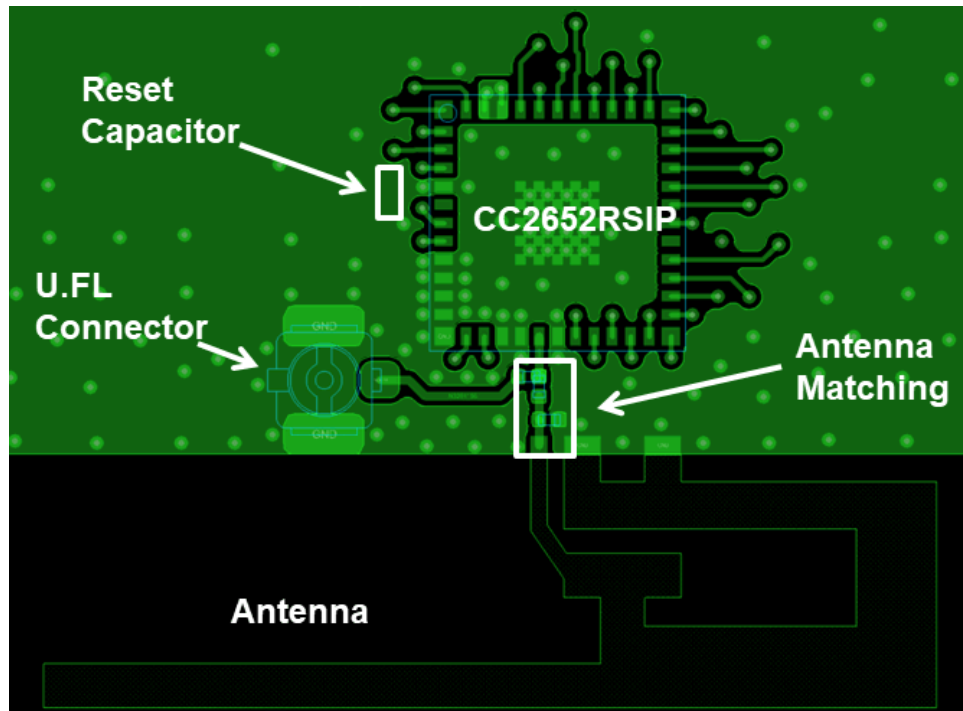 Reset
Capacitor
CC2652RSIP
U.FL
Connector
GND
GND
Antenna
Matching
Antenna